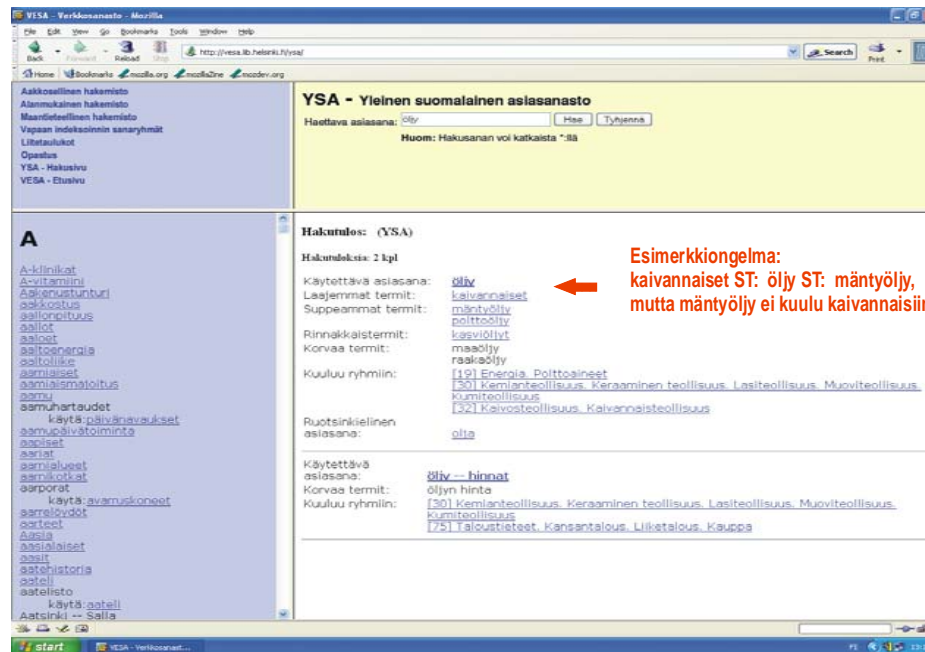 VESA - Verkkosanasto - Mozilla
File Edit View Go Bookmarks Tools Window Help
Back Forward Reload Stop http://vesa.lib.helsinki.fi/ysa/ Search Print
Home Bookmarks mozilla.org mozillaZine mozdev.org
Aakkosellinen hakemisto
Alanmukainen hakemisto
Maantieteellinen hakemisto
Vapaan indeksoinnin sanaryhmät
Liitetaulukot
Opastus
YSA - Hakusivu
VESA - Etusivu
YSA - Yleinen suomalainen asiasanasto
Haettava asiasana: öljy Hae Tyhjennä
Huom: Hakusanan voi katkaista *:llä
A
A-klinikat
A-vitamiini
Aakenustunturi
aakkostus
aallonpituus
aallot
aaloet
aaltoenergia
aaltoliike
aamiaiset
aamiaismajoitus
aamu
aamuhartaudet
käytä:päivänavaukset
aamupäivätoiminta
aapiset
aariat
aarnialueet
aarnikotkat
aarporat
käytä:avarruskoneet
aarrelöydöt
aarteet
Aasia
aasialaiset
aasit
aatehistoria
aateli
aatelisto
käytä:aateli
Aatsinki -- Salla
Hakutulos: (YSA)
Hakutuloksia: 2 kpl
Käytettävä asiasana: öljy
Laajemmat termit: kaivannaiset
Suppeammat termit: mäntyöljy
polttoöljy
Rinnakkaistermit: kasviöljyt
Korvaa termit: maaöljy
raakaöljy
Kuuluu ryhmiin: [19] Energia. Polttoaineet
[30] Kemianteollisuus. Keraaminen teollisuus. Lasiteollisuus. Muoviteollisuus.
Kumiteollisuus
[32] Kaivosteollisuus. Kaivannaisteollisuus
Ruotsinkielinen
asiasana: olja
Käytettävä
asiasana: öljy -- hinnat
Korvaa termit: öljyn hinta
Kuuluu ryhmiin: [30] Kemianteollisuus. Keraaminen teollisuus. Lasiteollisuus. Muoviteollisuus.
Kumiteollisuus
[75] Taloustieteet. Kansantalous. Liiketalous. Kauppa
Esimerkkiongelma:
kaivannaiset ST: öljy ST: mäntyöljy,
mutta mäntyöljy ei kuulu kaivannaisiin
start VESA - Verkkosanast... FI